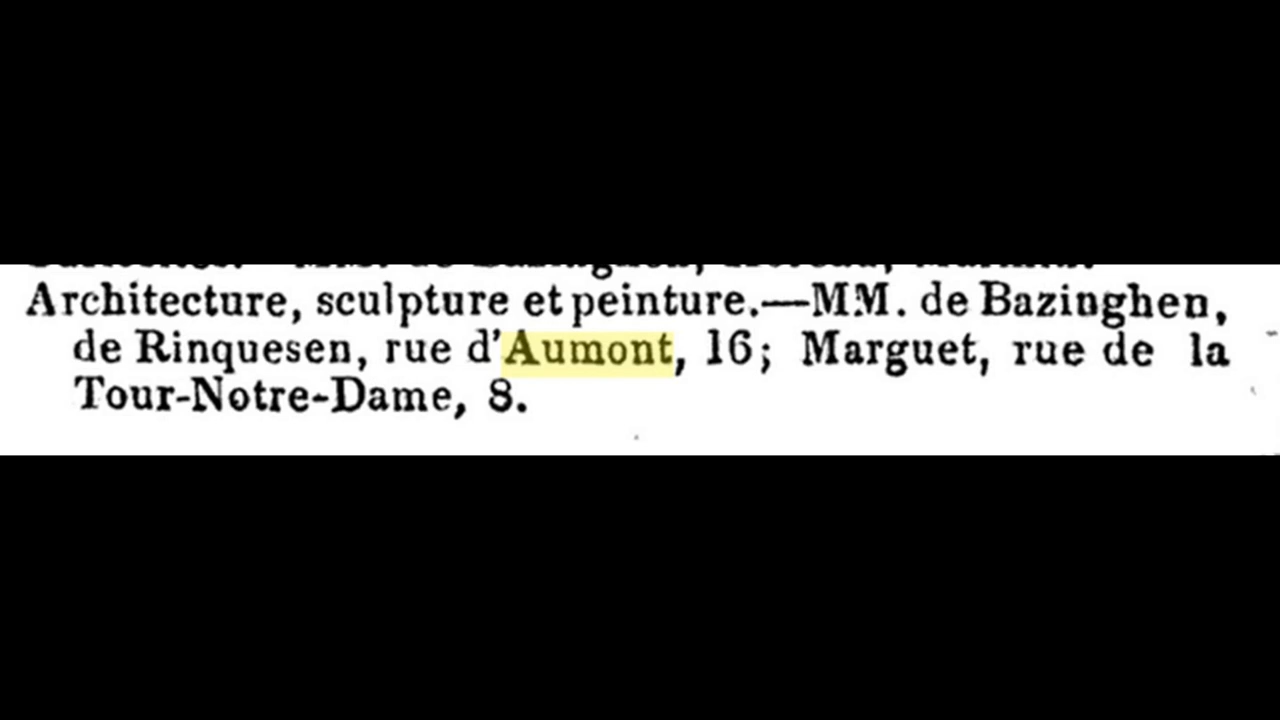 Architecture, sculpture et peinture.—MM. de Bazinghen,
de Rinquesen, rue d'Aumont, 16; Marguet, rue de la
Tour-Notre-Dame, 8.